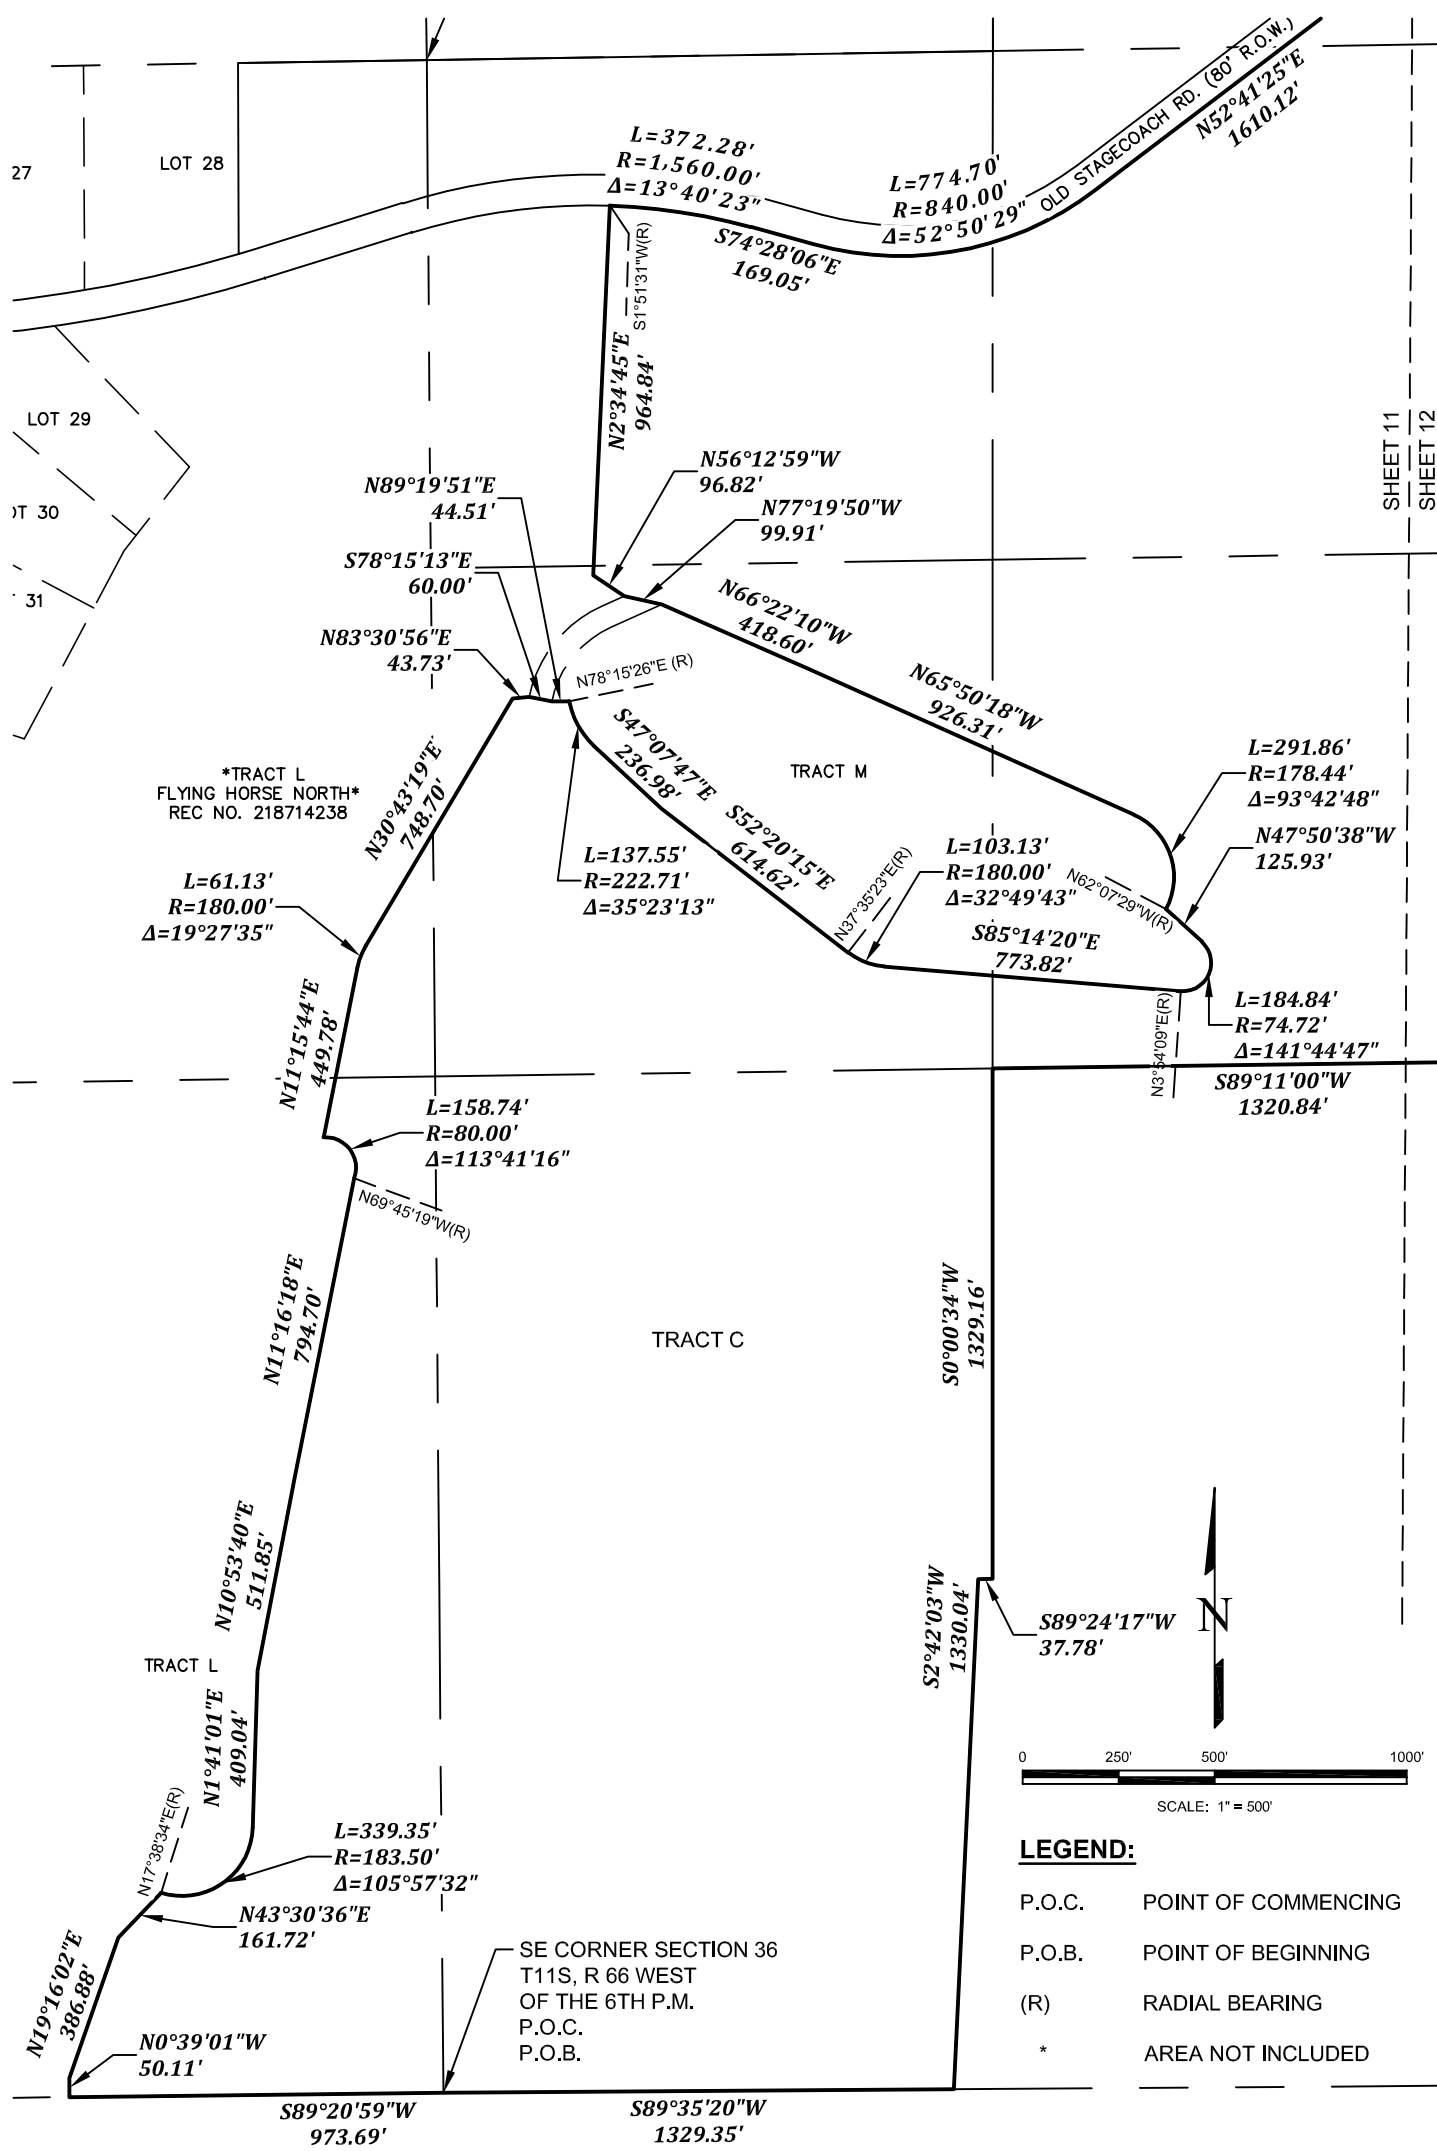 27
LOT 28
L=372.28'
R=1,560.00'
Δ=13°40'23"
L=774.70'
R=840.00'
Δ=52°50'29"
OLD STAGECOACH RD. (80' R.O.W.)
N52°41'25"E
1610.12'
S74°28'06"E
169.05'
S1°51'31"W(R)
N2°34'45"E
964.84'
LOT 29
SHEET 11
SHEET 12
N56°12'59"W
96.82'
N89°19'51"E
44.51'
N77°19'50"W
99.91'
OT 30
S78°15'13"E
60.00'
31
N66°22'10"W
418.60'
N83°30'56"E
43.73'
N78°15'26"E (R)
N65°50'18"W
926.31'
S47°07'47"E
236.98'
*TRACT L
FLYING HORSE NORTH*
REC NO. 218714238
N30°43'19"E
748.70'
TRACT M
L=291.86'
R=178.44'
Δ=93°42'48"
S52°20'15"E
614.62'
N47°50'38"W
125.93'
L=137.55'
R=222.71'
Δ=35°23'13"
L=103.13'
R=180.00'
Δ=32°49'43"
N37°35'23"E(R)
N62°07'29"W(R)
L=61.13'
R=180.00'
Δ=19°27'35"
S85°14'20"E
773.82'
N11°15'44"E
449.78'
L=184.84'
R=74.72'
Δ=141°44'47"
N3°54'09"E(R)
S89°11'00"W
1320.84'
L=158.74'
R=80.00'
Δ=113°41'16"
N69°45'19"W(R)
N11°16'18"E
794.70'
TRACT C
S0°00'34"W
1329.16'
N10°53'40"E
511.85'
S2°42'03"W
1330.04'
S89°24'17"W
37.78'
N
TRACT L
N1°41'01"E
409.04'
0 250' 500' 1000'
SCALE: 1" = 500'
N17°38'34"E(R)
L=339.35'
R=183.50'
Δ=105°57'32"
LEGEND:
P.O.C. POINT OF COMMENCING
P.O.B. POINT OF BEGINNING
(R) RADIAL BEARING
* AREA NOT INCLUDED
N43°30'36"E
161.72'
SE CORNER SECTION 36
T11S, R 66 WEST
OF THE 6TH P.M.
P.O.C.
P.O.B.
N19°16'02"E
386.88'
N0°39'01"W
50.11'
S89°20'59"W
973.69'
S89°35'20"W
1329.35'